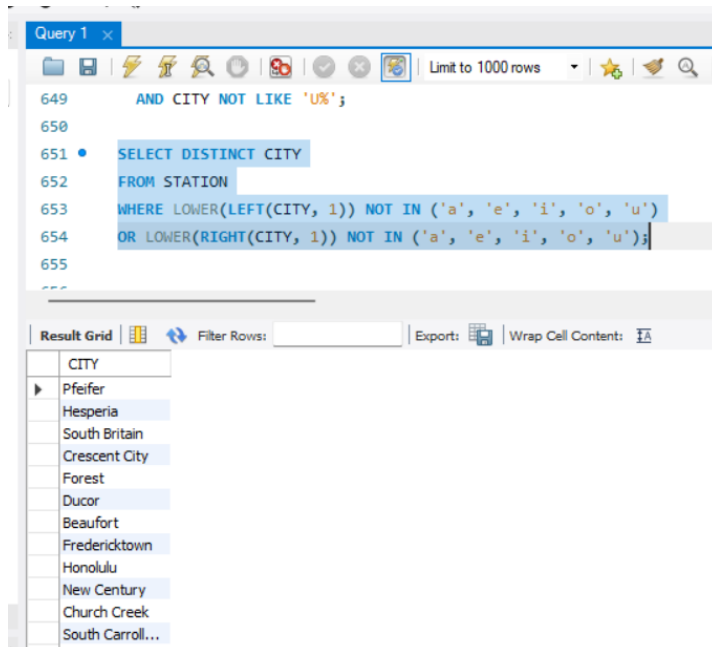 Query 1
Limit to 1000 rows
649 AND CITY NOT LIKE 'U%';
650
651 SELECT DISTINCT CITY
652 FROM STATION
653 WHERE LOWER(LEFT(CITY, 1)) NOT IN ('a', 'e', 'i', 'o', 'u')
654 OR LOWER(RIGHT(CITY, 1)) NOT IN ('a', 'e', 'i', 'o', 'u');
655
Result Grid Filter Rows: Export: Wrap Cell Content: IA
CITY
Pfeifer
Hesperia
South Britain
Crescent City
Forest
Ducor
Beaufort
Fredericktown
Honolulu
New Century
Church Creek
South Carroll...